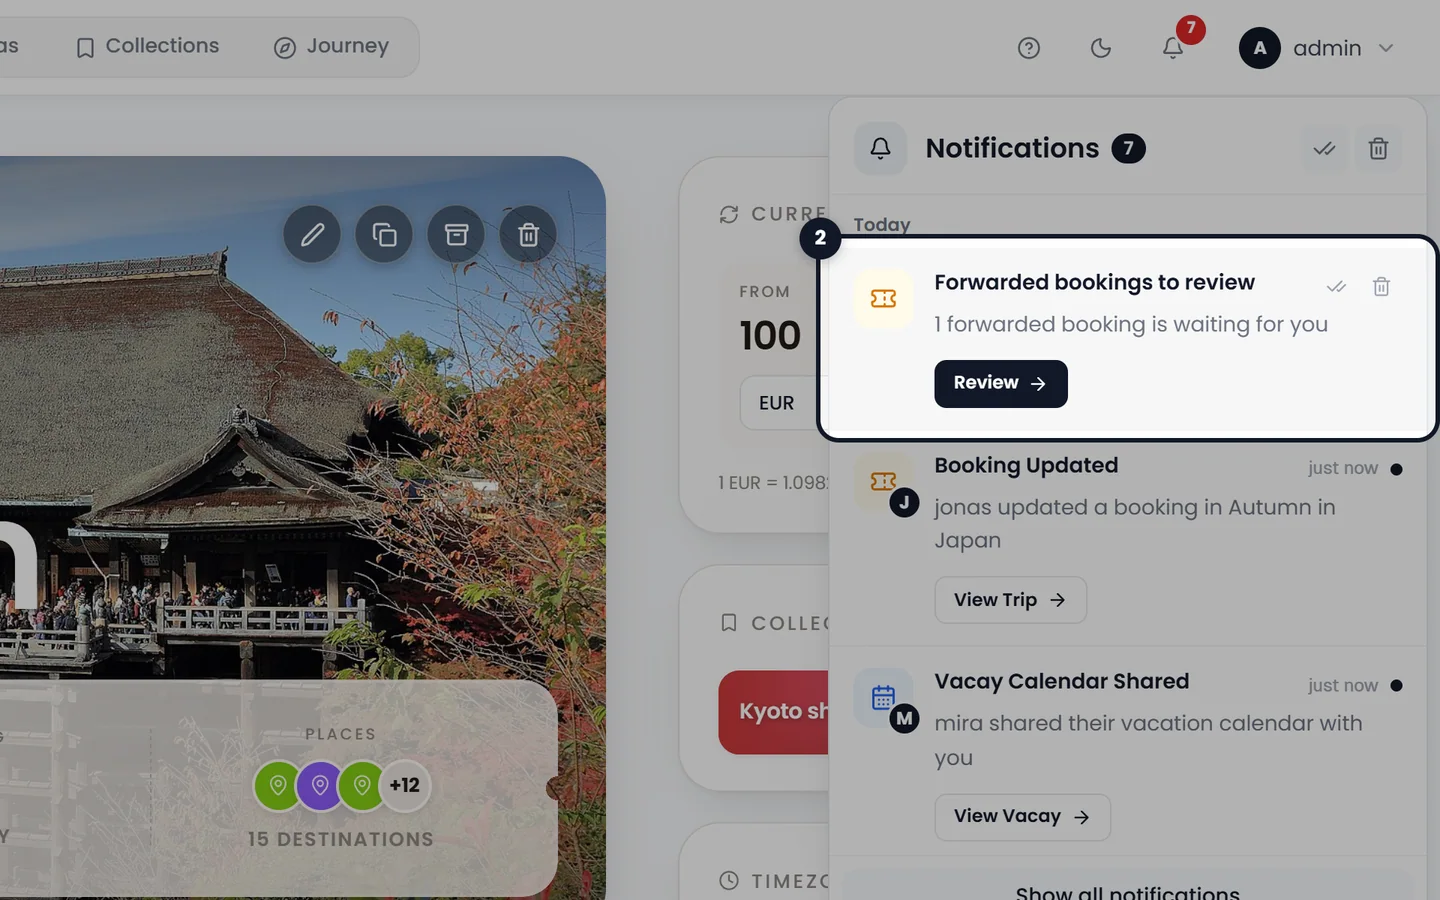 Collections
Journey
7
A
admin
Notifications 7
Today
2
Forwarded bookings to review
1 forwarded booking is waiting for you
Review
Booking Updated
just now
J
jonas updated a booking in Autumn in
Japan
View Trip
Vacay Calendar Shared
just now
M
mira shared their vacation calendar with
you
View Vacay
Show all notifications
FROM
100
EUR
1 EUR =
Kyoto
PLACES
+12
15 DESTINATIONS